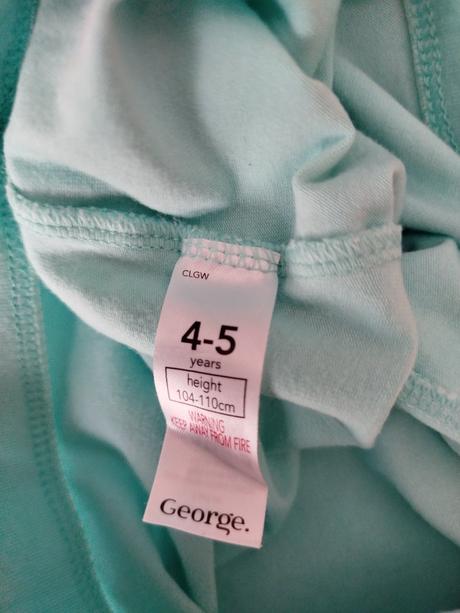 CLGW
4-5
years
height
104-110cm
WARNING
KEEP AWAY FROM FIRE
George.